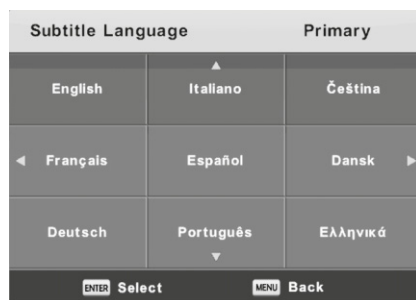 Subtitle Language Primary
English Italiano Čeština
Français Español Dansk
Deutsch Português Ελληνικά
ENTER Select MENU Back